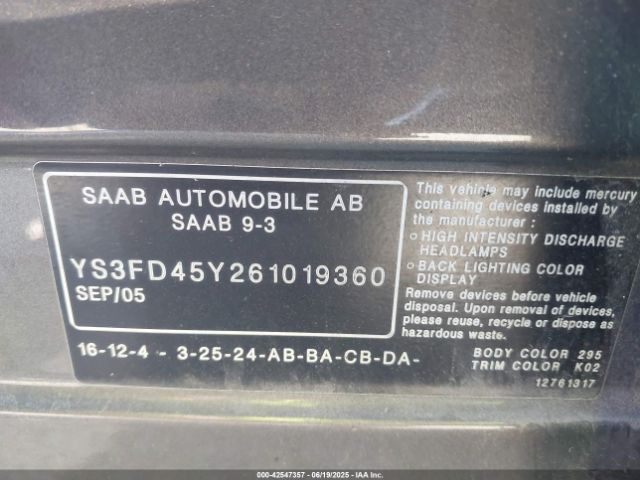 SAAB AUTOMOBILE AB
SAAB 9-3
YS3FD45Y261019360
SEP/05
16-12-4 - 3-25-24-AB-BA-CB-DA-
This vehicle may include mercury
containing devices installed by
the manufacturer :
○ HIGH INTENSITY DISCHARGE
HEADLAMPS
○ BACK LIGHTING COLOR
DISPLAY
Remove devices before vehicle
disposal. Upon removal of devices,
please reuse, recycle or dispose as
hazardous waste.
BODY COLOR 295
TRIM COLOR K02
12761317
000-42547357 - 06/19/2025 - IAAI.COM